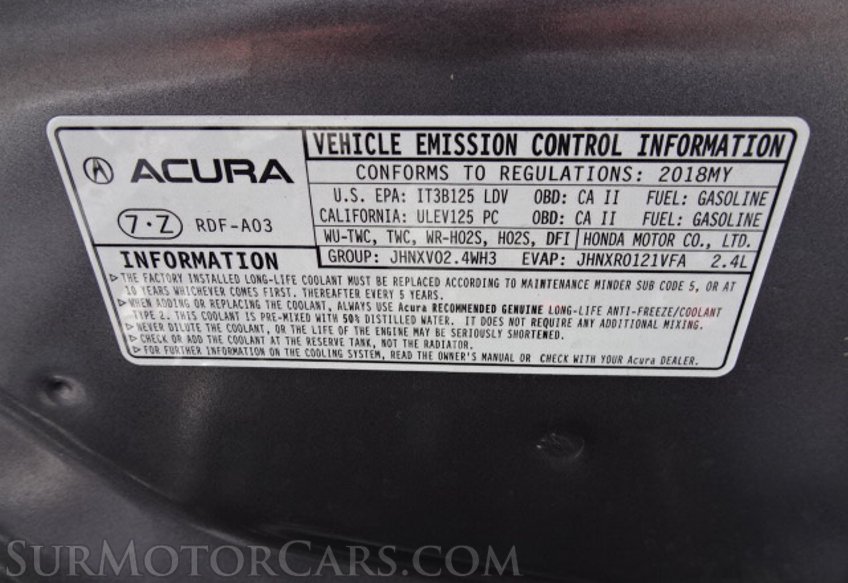 ACURA
7·Z RDF-A03
VEHICLE EMISSION CONTROL INFORMATION
CONFORMS TO REGULATIONS: 2018MY
U.S. EPA: IT3B125 LDV OBD: CA II FUEL: GASOLINE
CALIFORNIA: ULEV125 PC OBD: CA II FUEL: GASOLINE
WU-TWC, TWC, WR-HO2S, HO2S, DFI HONDA MOTOR CO., LTD.
GROUP: JHNXV02.4WH3 EVAP: JHNXR0121VFA 2.4L
INFORMATION
▷ THE FACTORY INSTALLED LONG-LIFE COOLANT MUST BE REPLACED ACCORDING TO MAINTENANCE MINDER SUB CODE 5, OR AT
10 YEARS WHICHEVER COMES FIRST. THEREAFTER EVERY 5 YEARS.
▷ WHEN ADDING OR REPLACING THE COOLANT, ALWAYS USE Acura RECOMMENDED GENUINE LONG-LIFE ANTI-FREEZE/COOLANT
TYPE 2. THIS COOLANT IS PRE-MIXED WITH 50% DISTILLED WATER. IT DOES NOT REQUIRE ANY ADDITIONAL MIXING.
▷ NEVER DILUTE THE COOLANT, OR THE LIFE OF THE ENGINE MAY BE SERIOUSLY SHORTENED.
▷ CHECK OR ADD THE COOLANT AT THE RESERVE TANK, NOT THE RADIATOR.
▷ FOR FURTHER INFORMATION ON THE COOLING SYSTEM, READ THE OWNER'S MANUAL OR CHECK WITH YOUR Acura DEALER.
SURMOTORCARS.COM